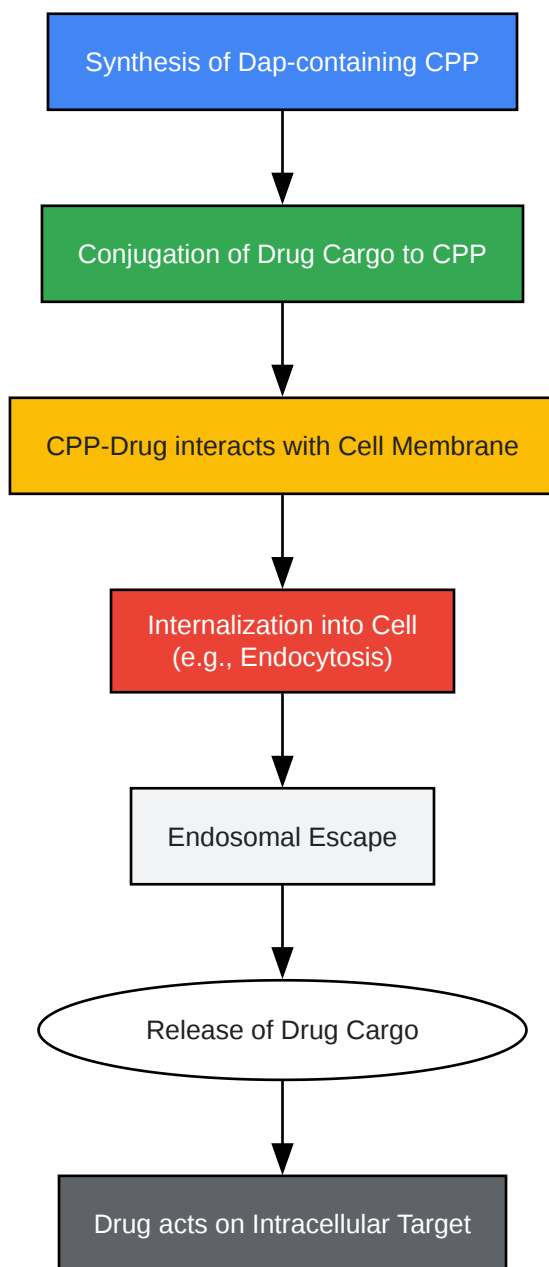 Synthesis of Dap-containing CPP
Conjugation of Drug Cargo to CPP
CPP-Drug interacts with Cell Membrane
Internalization into Cell
(e.g., Endocytosis)
Endosomal Escape
Release of Drug Cargo
Drug acts on Intracellular Target